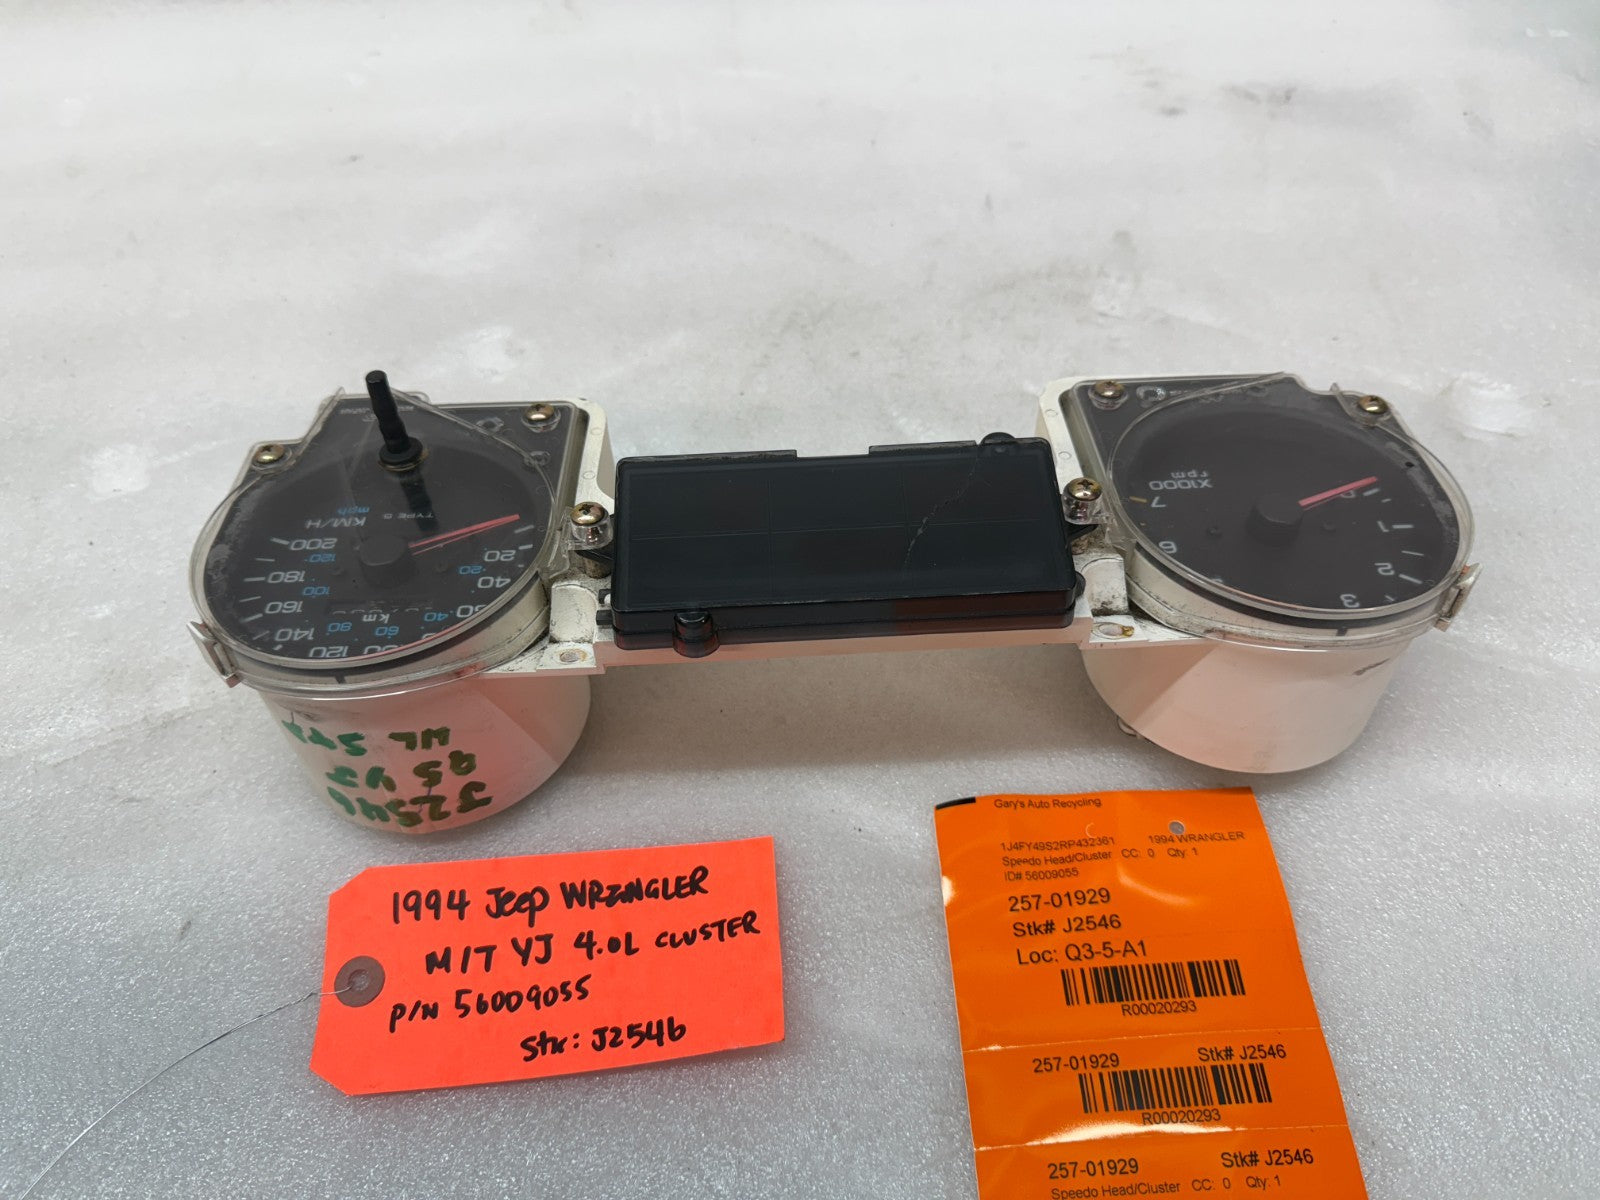 TYPE S
KM/H
mph
200
120
180
100
160
140
80
120
km
60
40
20
20
40
X1000
rpm
7
6
0
1
2
3
J2546
95 YJ
1994 Jeep WRANGLER
M/T YJ 4.0L CLUSTER
P/N 56009055
Stk: J2546
Gary's Auto Recycling
1J4FY49S2RP432361 1994 WRANGLER
Speedo Head/Cluster CC: 0 Qty: 1
ID# 56009055
257-01929
Stk# J2546
Loc: Q3-5-A1
R00020293
257-01929 Stk# J2546
R00020293
257-01929 Stk# J2546
Speedo Head/Cluster CC: 0 Qty: 1